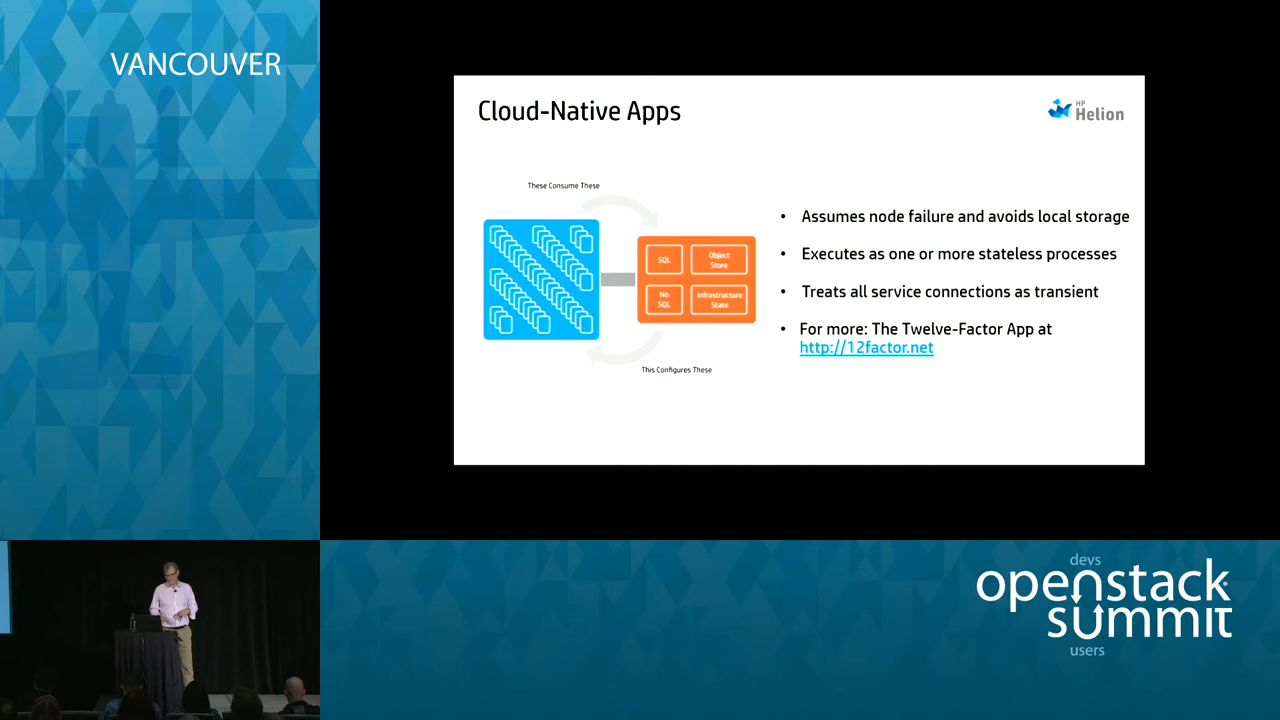 VANCOUVER
Cloud-Native Apps
HP
Helion
These Consume These
SQL
Object
Store
No
SQL
Infrastructure
State
This Configures These
• Assumes node failure and avoids local storage
• Executes as one or more stateless processes
• Treats all service connections as transient
• For more: The Twelve-Factor App at
http://12factor.net
devs
openstack
summit
users